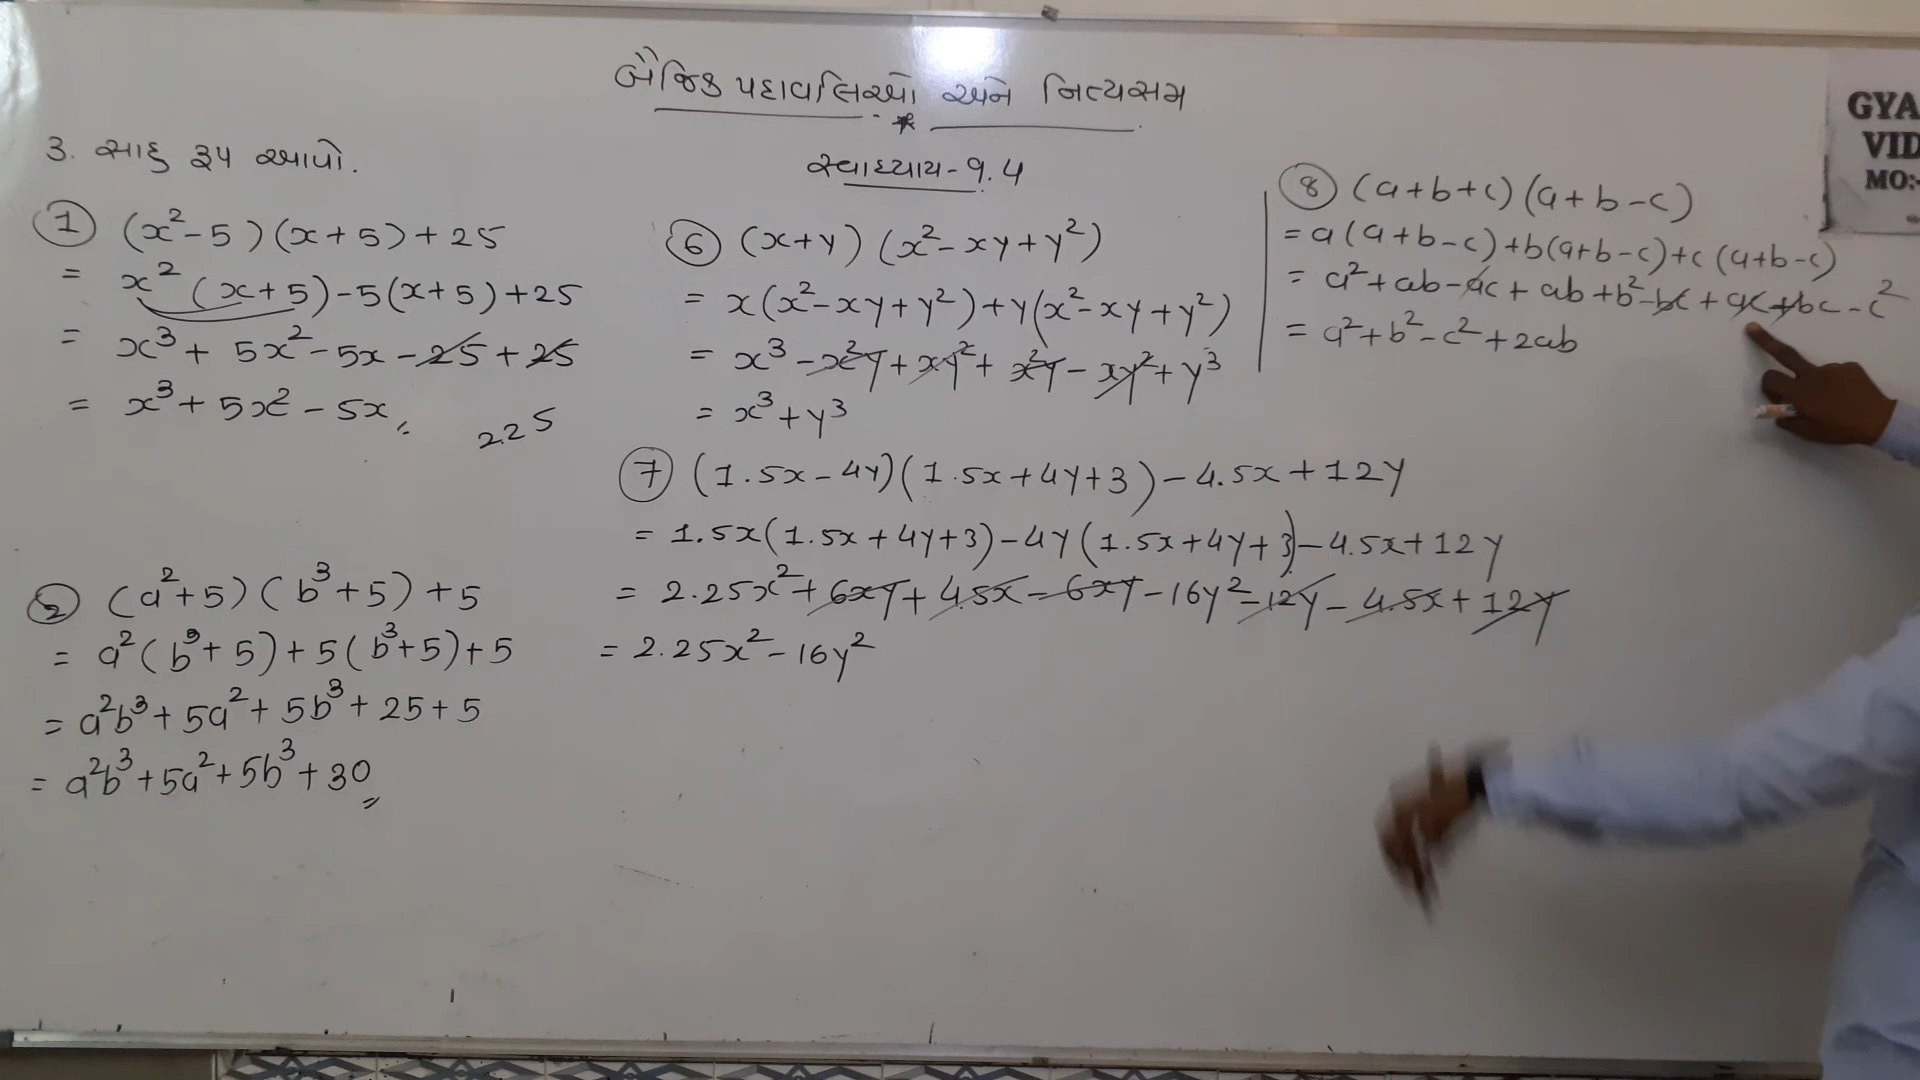 બૈજિક પદાવલિઓ અને નિત્યસમ
સ્વાધ્યાય-9.4
3. સાદુ રૂપ આપો.
① (x²-5)(x+5)+25
= x²(x+5)-5(x+5)+25
= x³+5x²-5x-25+25
= x³+5x²-5x
2.25
② (a²+5)(b³+5)+5
= a²(b³+5)+5(b³+5)+5
= a²b³+5a²+5b³+25+5
= a²b³+5a²+5b³+30
⑥ (x+y)(x²-xy+y²)
= x(x²-xy+y²)+y(x²-xy+y²)
= x³-x²y+xy²+x²y-xy²+y³
= x³+y³
⑦ (1.5x-4y)(1.5x+4y+3)-4.5x+12y
= 1.5x(1.5x+4y+3)-4y(1.5x+4y+3)-4.5x+12y
= 2.25x²+6xy+4.5x-6xy-16y²-12y-4.5x+12y
= 2.25x²-16y²
⑧ (a+b+c)(a+b-c)
= a(a+b-c)+b(a+b-c)+c(a+b-c)
= a²+ab-ac+ab+b²-bc+ac+bc-c²
= a²+b²-c²+2ab
GYA
VID
MO:-